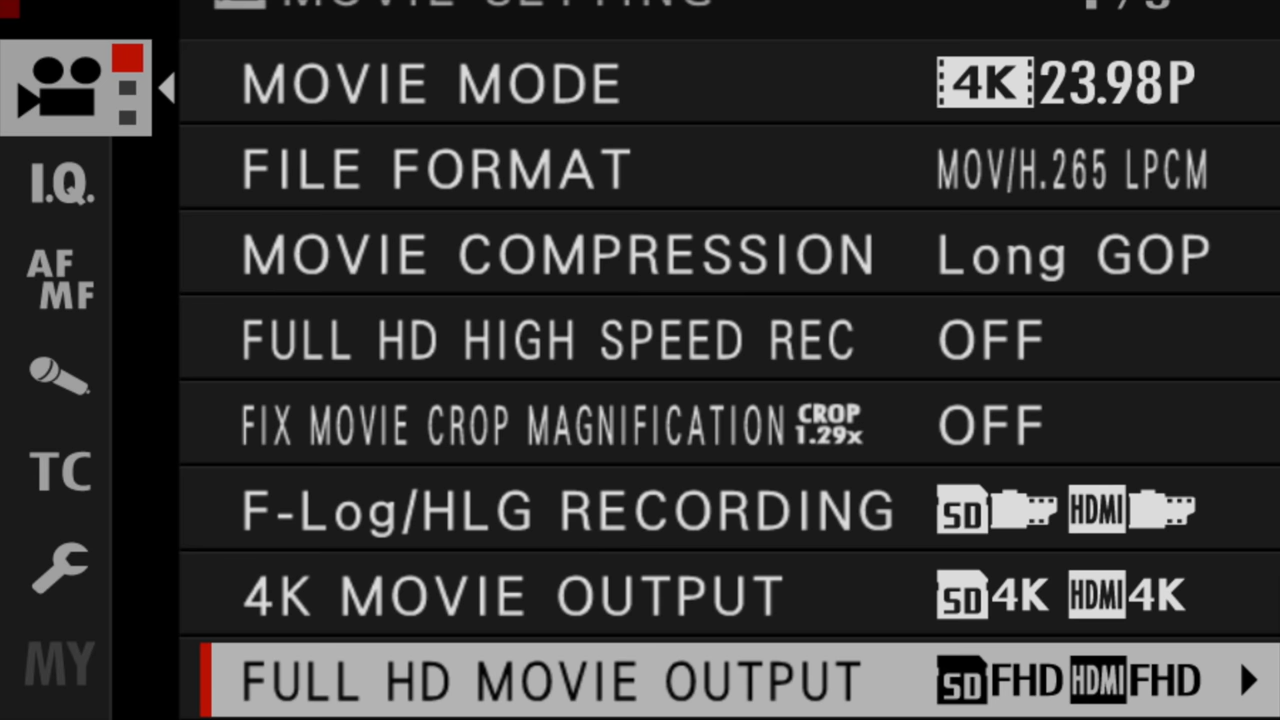 MOVIE SETTING
MOVIE MODE 4K 23.98P
FILE FORMAT MOV/H.265 LPCM
I.Q.
MOVIE COMPRESSION Long GOP
AF
MF
FULL HD HIGH SPEED REC OFF
FIX MOVIE CROP MAGNIFICATION CROP 1.29x OFF
TC
F-Log/HLG RECORDING SD HDMI
4K MOVIE OUTPUT SD 4K HDMI 4K
MY
FULL HD MOVIE OUTPUT SD FHD HDMI FHD